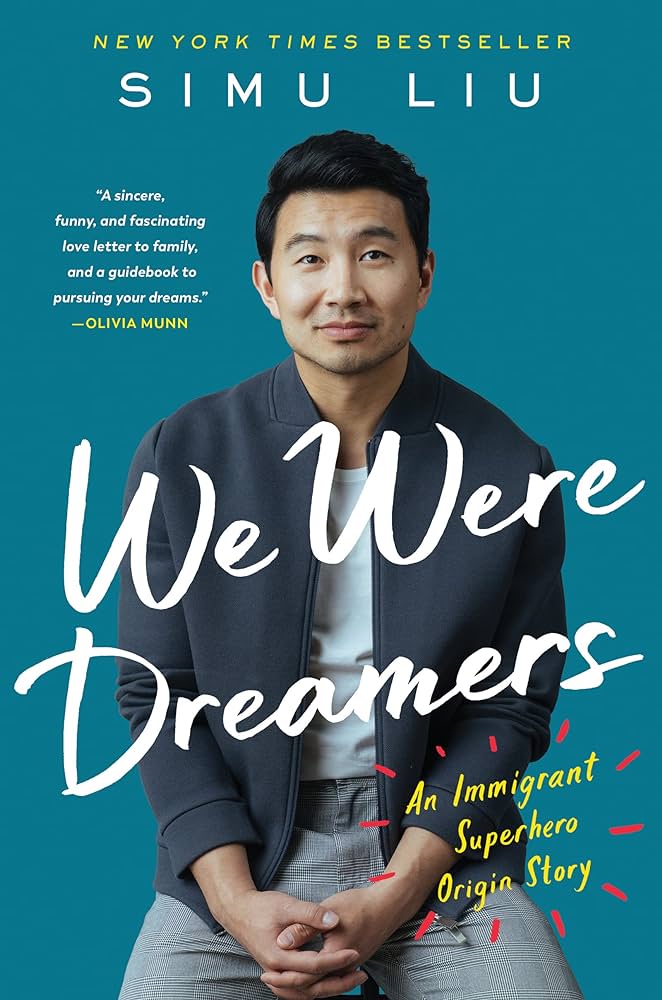 NEW YORK TIMES BESTSELLER
SIMU LIU
“A sincere,
funny, and fascinating
love letter to family,
and a guidebook to
pursuing your dreams.”
—OLIVIA MUNN
We Were
Dreamers
An Immigrant
Superhero
Origin Story